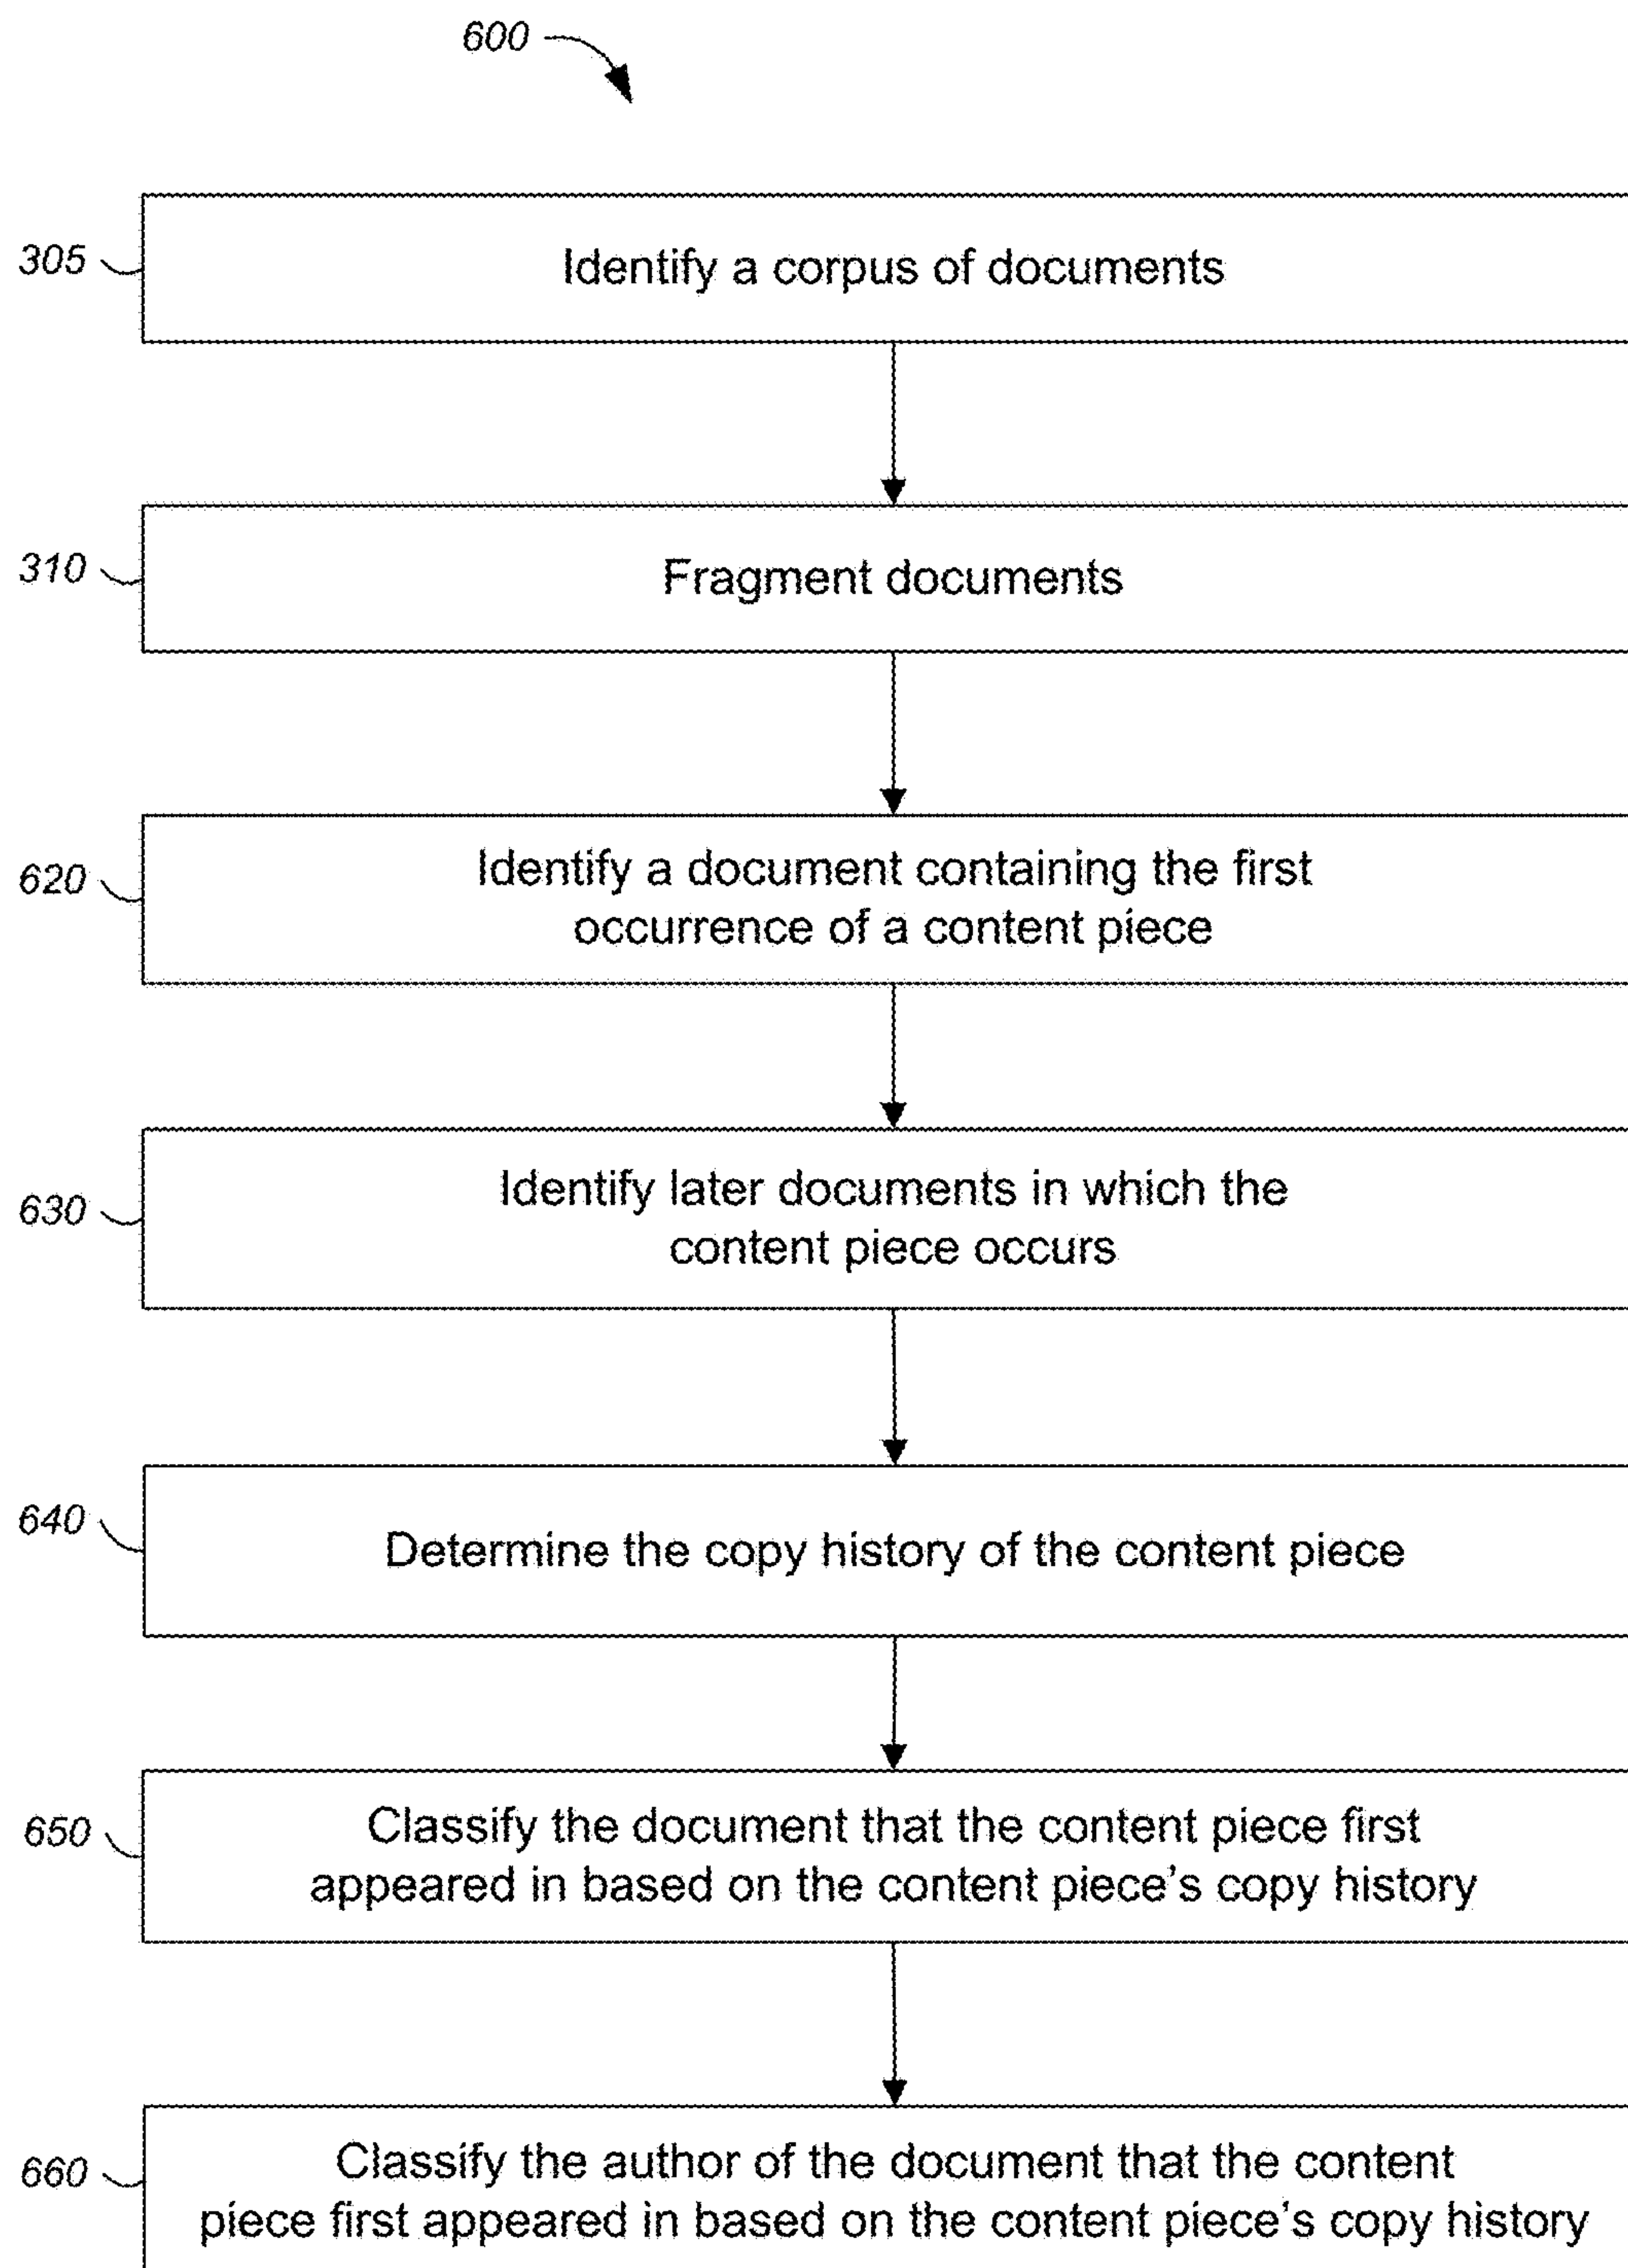 600
305
Identify a corpus of documents
310
Fragment documents
620
Identify a document containing the first
occurrence of a content piece
630
Identify later documents in which the
content piece occurs
640
Determine the copy history of the content piece
650
Classify the document that the content piece first
appeared in based on the content piece's copy history
660
Classify the author of the document that the content
piece first appeared in based on the content piece's copy history